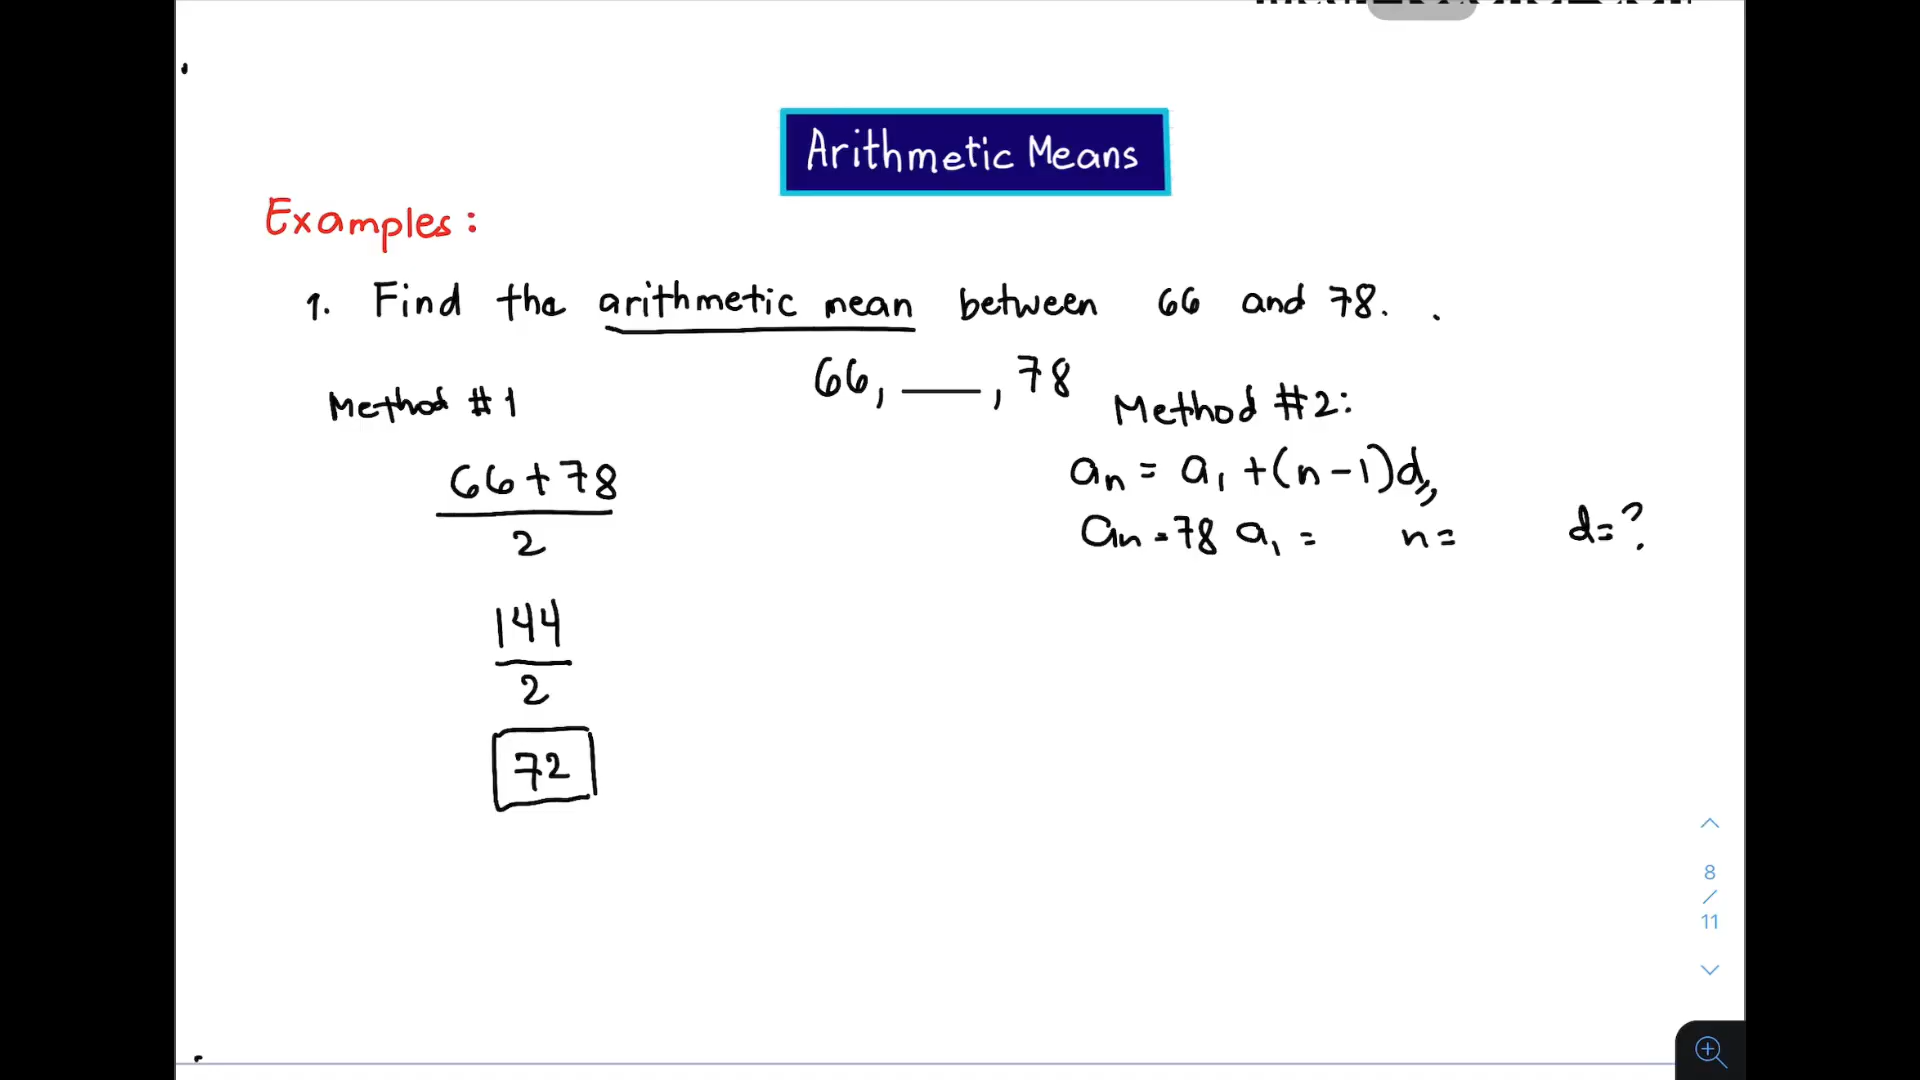 Arithmetic Means
Examples:
1. Find the arithmetic mean between 66 and 78.
66, ___, 78
Method #1
66+78
2
144
2
72
Method #2:
an = a1 + (n-1)d
an = 78 a1 = n = d = ?
8
/
11